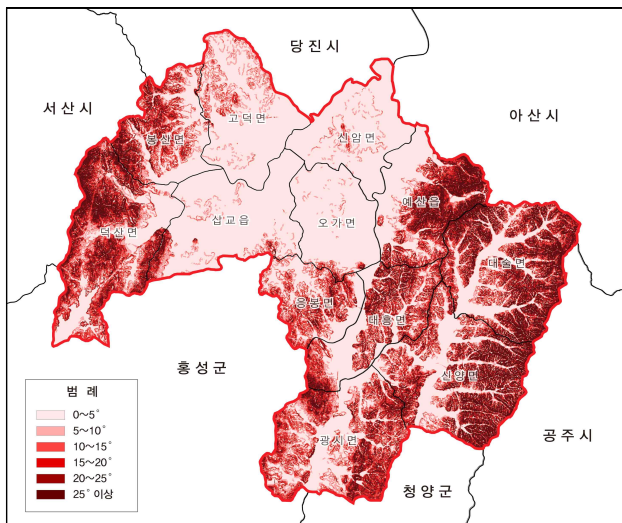 당진시
서산시
아산시
고덕면
봉산면
신암면
예산읍
삽교읍
오가면
덕산면
대술면
응봉면
대흥면
홍성군
신양면
광시면
공주시
청양군
범 례
0～5°
5～10°
10～15°
15～20°
20～25°
25° 이상